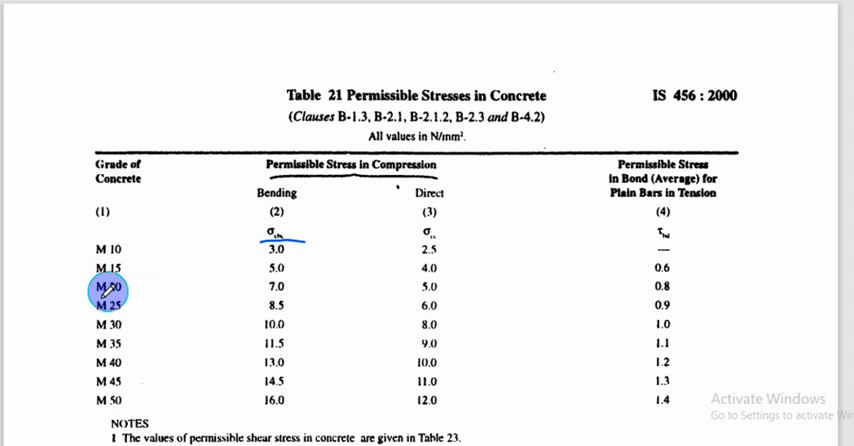 Table 21 Permissible Stresses in Concrete IS 456 : 2000
(Clauses B-1.3, B-2.1, B-2.1.2, B-2.3 and B-4.2)
All values in N/mm².
Grade of Concrete Permissible Stress in Compression Permissible Stress in Bond (Average) for Plain Bars in Tension
Bending Direct
(1) (2) (3) (4)
σcbc σcc τbd
M 10 3.0 2.5 —
M 15 5.0 4.0 0.6
M 20 7.0 5.0 0.8
M 25 8.5 6.0 0.9
M 30 10.0 8.0 1.0
M 35 11.5 9.0 1.1
M 40 13.0 10.0 1.2
M 45 14.5 11.0 1.3
M 50 16.0 12.0 1.4
Activate Windows
Go to Settings to activate Win
NOTES
1 The values of permissible shear stress in concrete are given in Table 23.